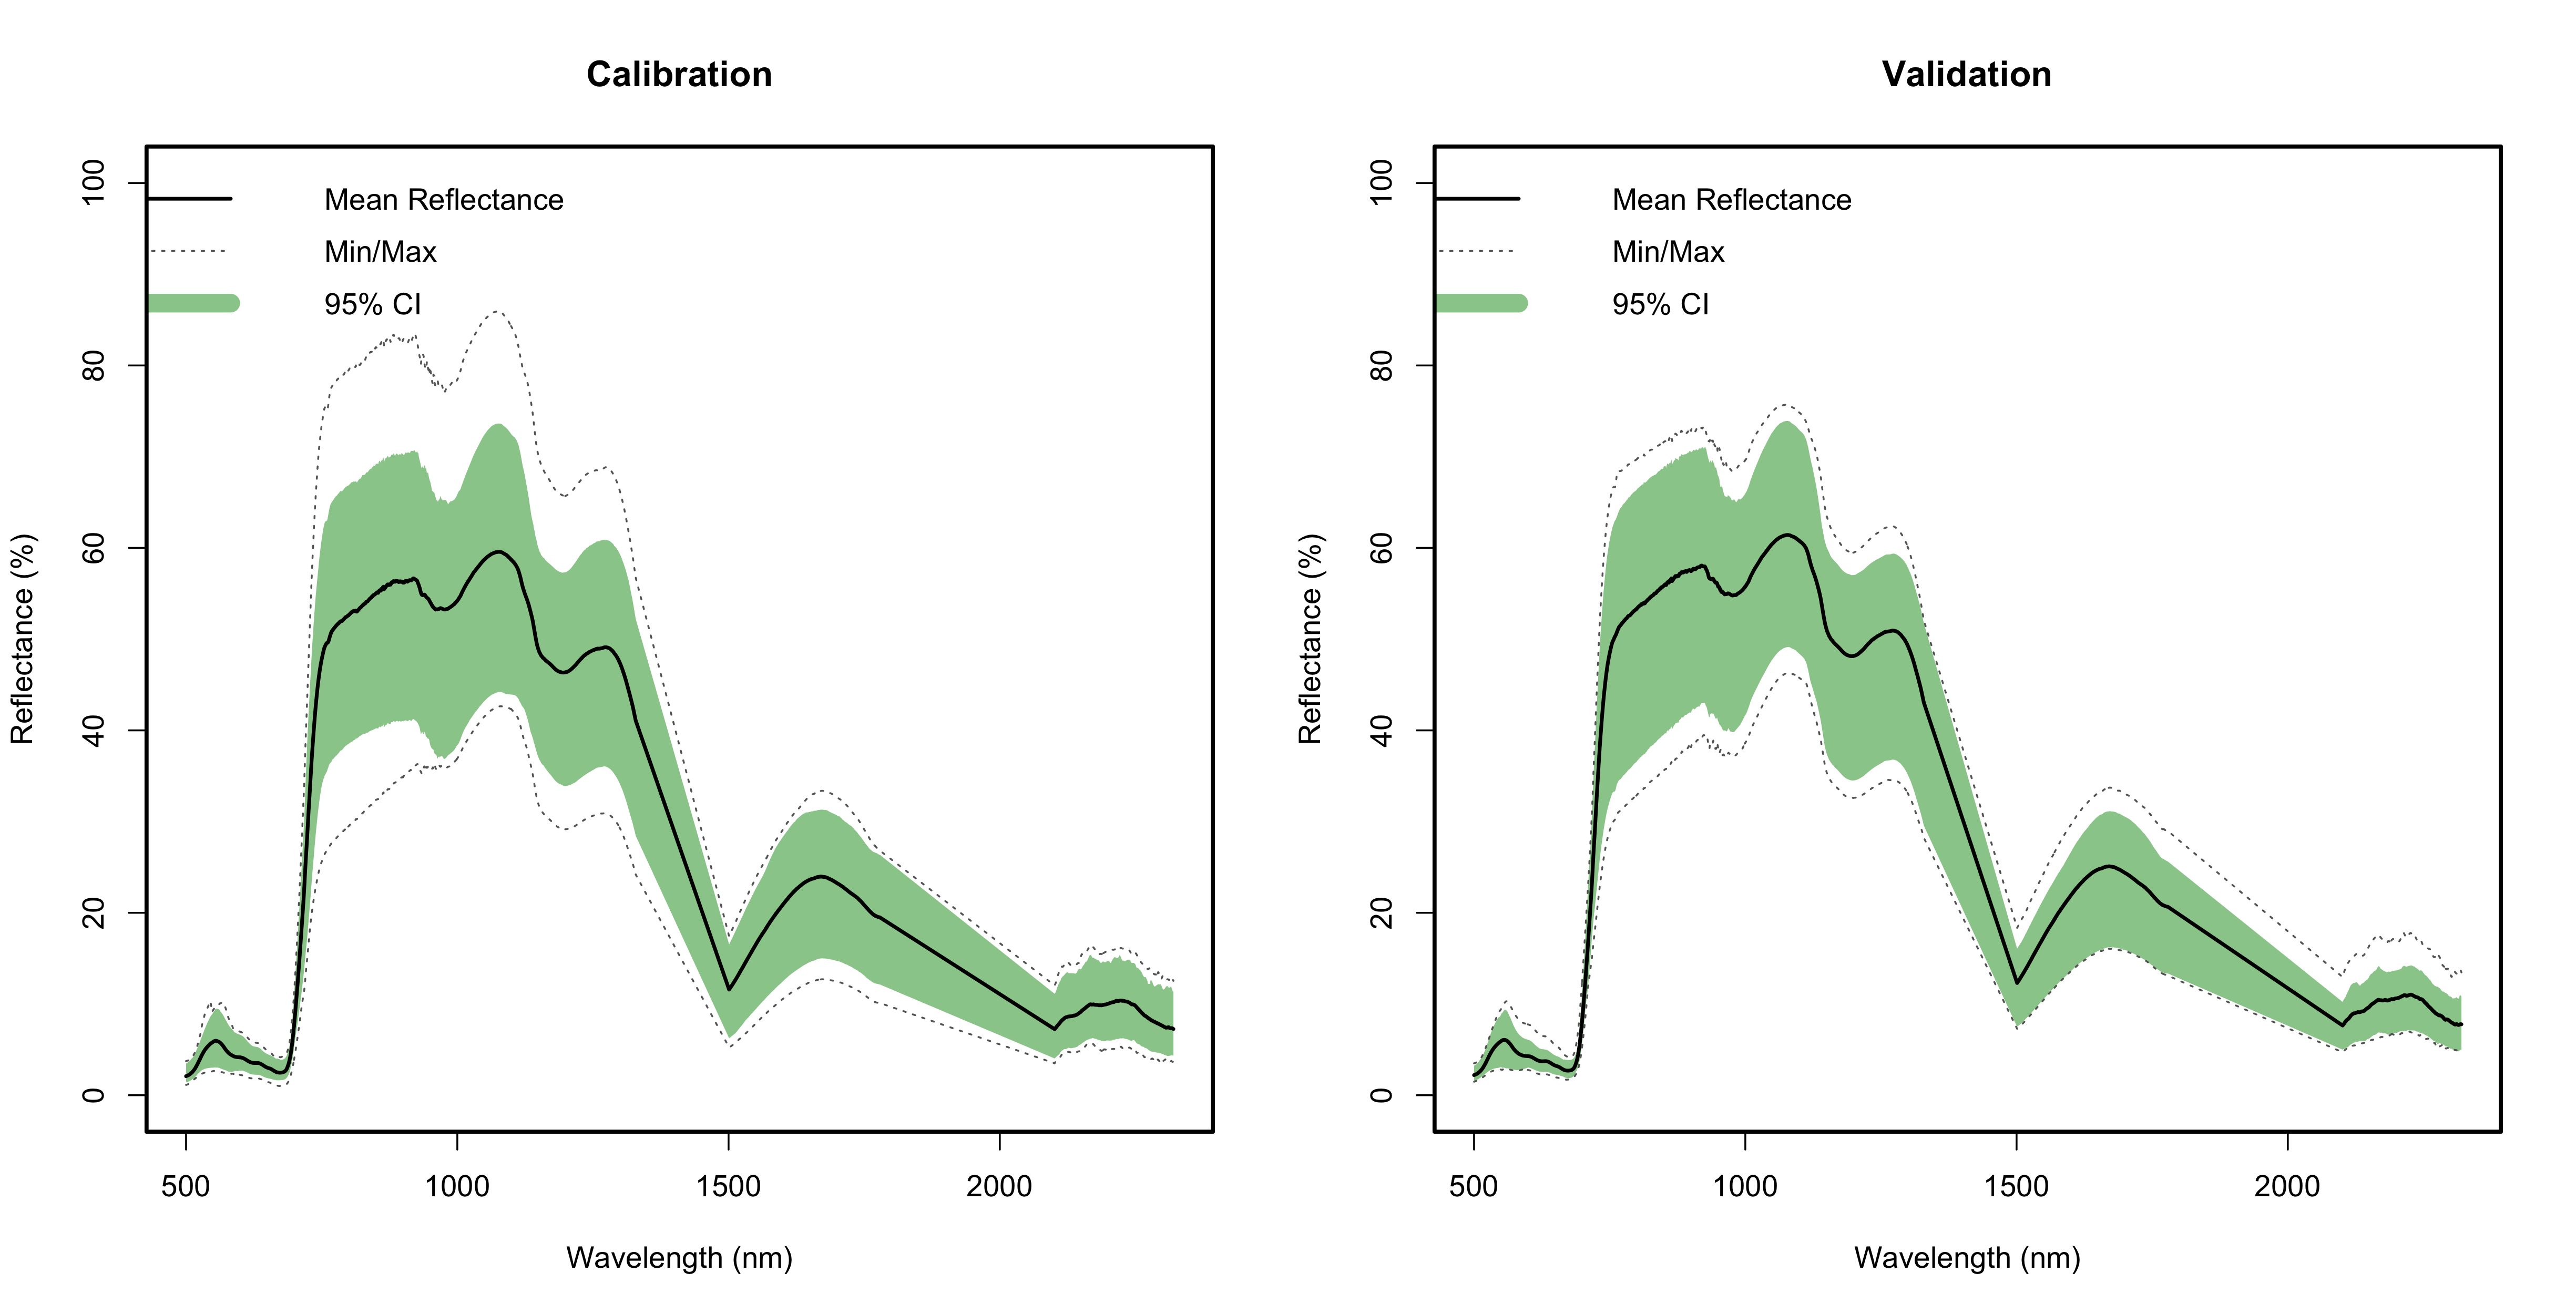 Calibration
Reflectance (%)
100
80
60
40
20
0
Mean Reflectance
Min/Max
95% CI
500 1000 1500 2000
Wavelength (nm)
Validation
Reflectance (%)
100
80
60
40
20
0
Mean Reflectance
Min/Max
95% CI
500 1000 1500 2000
Wavelength (nm)